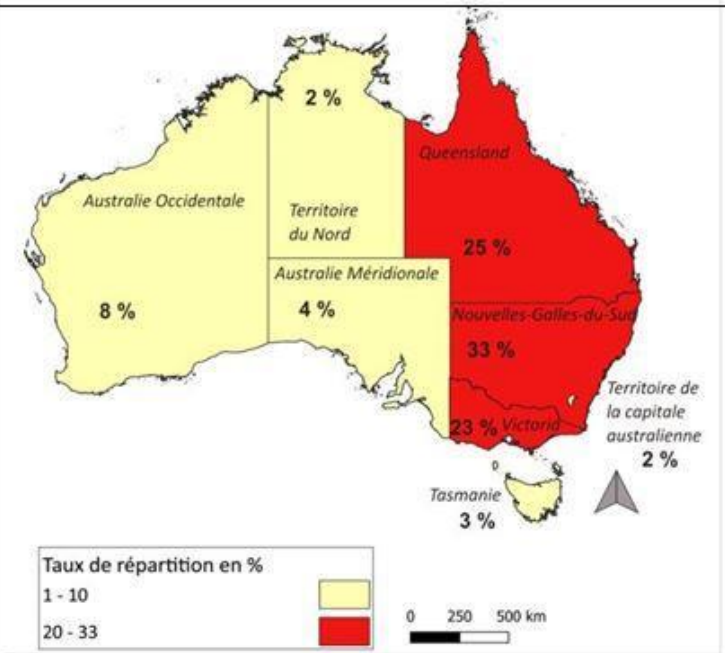 2 %
Queensland
Australie Occidentale
Territoire
du Nord
25 %
Australie Méridionale
8 %
4 %
Nouvelles-Galles-du-Sud
33 %
Territoire de
la capitale
australienne
2 %
23 % Victoria
Tasmanie
3 %
Taux de répartition en %
1 - 10
20 - 33
0 250 500 km